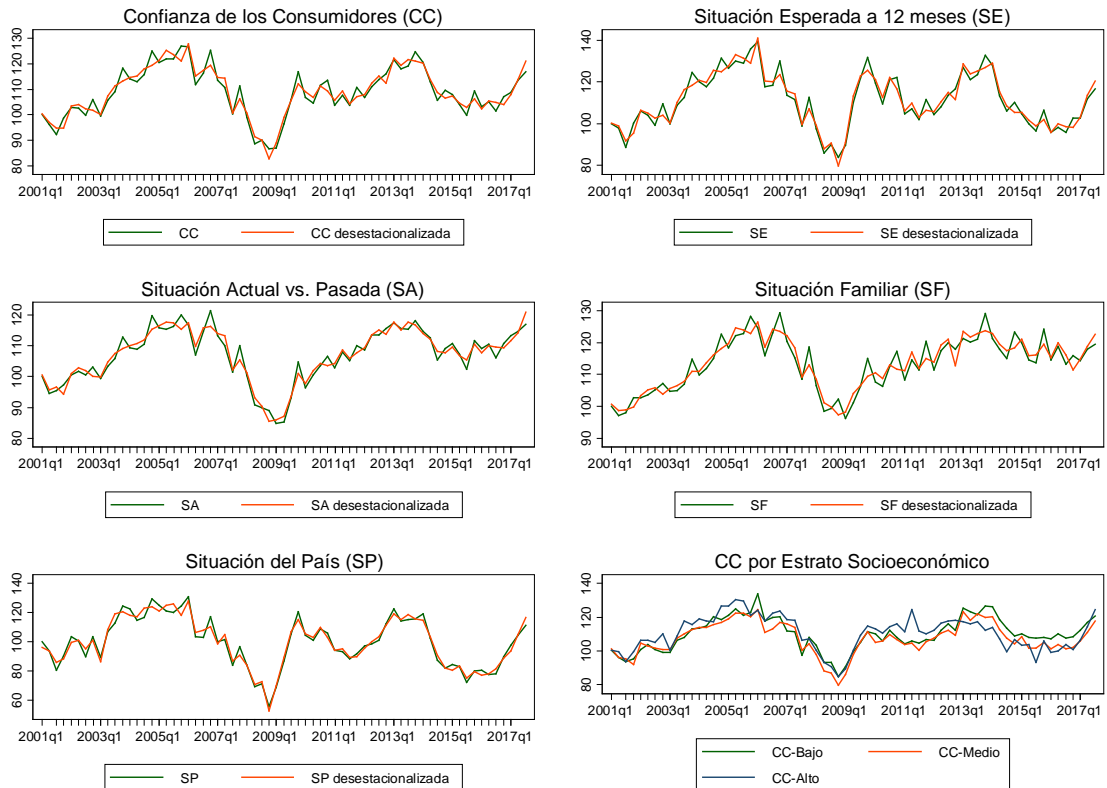 Confianza de los Consumidores (CC)
130
120
110
100
90
80
2001q1 2003q1 2005q1 2007q1 2009q1 2011q1 2013q1 2015q1 2017q1
CC CC desestacionalizada
Situación Esperada a 12 meses (SE)
140
120
100
80
2001q1 2003q1 2005q1 2007q1 2009q1 2011q1 2013q1 2015q1 2017q1
SE SE desestacionalizada
Situación Actual vs. Pasada (SA)
120
110
100
90
80
2001q1 2003q1 2005q1 2007q1 2009q1 2011q1 2013q1 2015q1 2017q1
SA SA desestacionalizada
Situación Familiar (SF)
130
120
110
100
90
2001q1 2003q1 2005q1 2007q1 2009q1 2011q1 2013q1 2015q1 2017q1
SF SF desestacionalizada
Situación del País (SP)
140
120
100
80
60
2001q1 2003q1 2005q1 2007q1 2009q1 2011q1 2013q1 2015q1 2017q1
SP SP desestacionalizada
CC por Estrato Socioeconómico
140
120
100
80
2001q1 2003q1 2005q1 2007q1 2009q1 2011q1 2013q1 2015q1 2017q1
CC-Bajo CC-Medio
CC-Alto